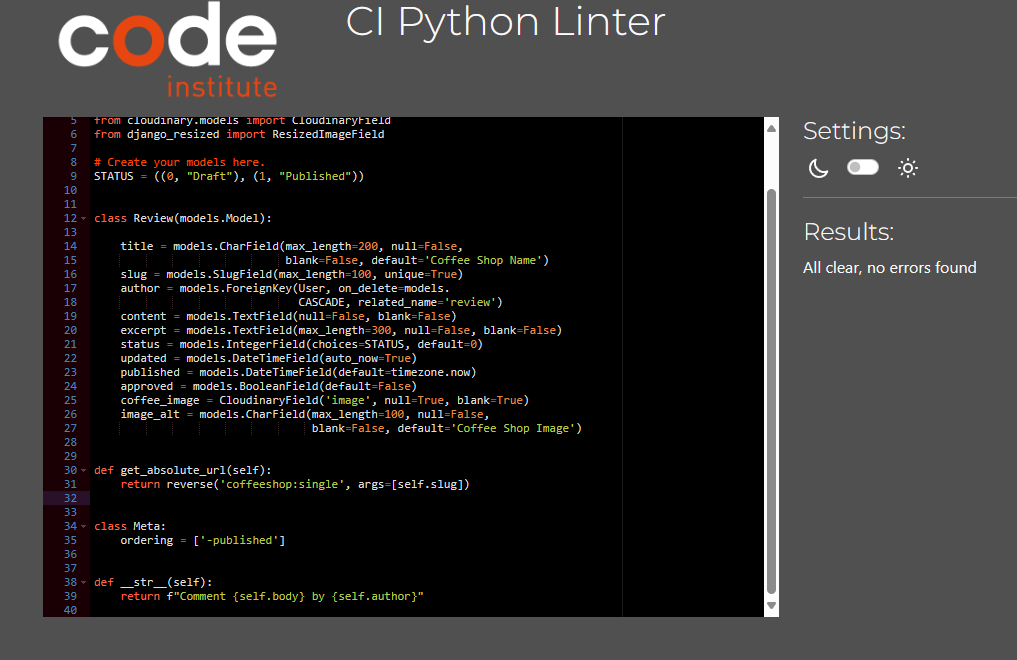 code
institute
CI Python Linter
5 from cloudinary.models import CloudinaryField
6 from django_resized import ResizedImageField
7
8 # Create your models here.
9 STATUS = ((0, "Draft"), (1, "Published"))
10
11
12 class Review(models.Model):
13
14 title = models.CharField(max_length=200, null=False,
15 blank=False, default='Coffee Shop Name')
16 slug = models.SlugField(max_length=100, unique=True)
17 author = models.ForeignKey(User, on_delete=models.
18 CASCADE, related_name='review')
19 content = models.TextField(null=False, blank=False)
20 excerpt = models.TextField(max_length=300, null=False, blank=False)
21 status = models.IntegerField(choices=STATUS, default=0)
22 updated = models.DateTimeField(auto_now=True)
23 published = models.DateTimeField(default=timezone.now)
24 approved = models.BooleanField(default=False)
25 coffee_image = CloudinaryField('image', null=True, blank=True)
26 image_alt = models.CharField(max_length=100, null=False,
27 blank=False, default='Coffee Shop Image')
28
29
30 def get_absolute_url(self):
31 return reverse('coffeeshop:single', args=[self.slug])
32
33
34 class Meta:
35 ordering = ['-published']
36
37
38 def __str__(self):
39 return f"Comment {self.body} by {self.author}"
40
Settings:
Results:
All clear, no errors found